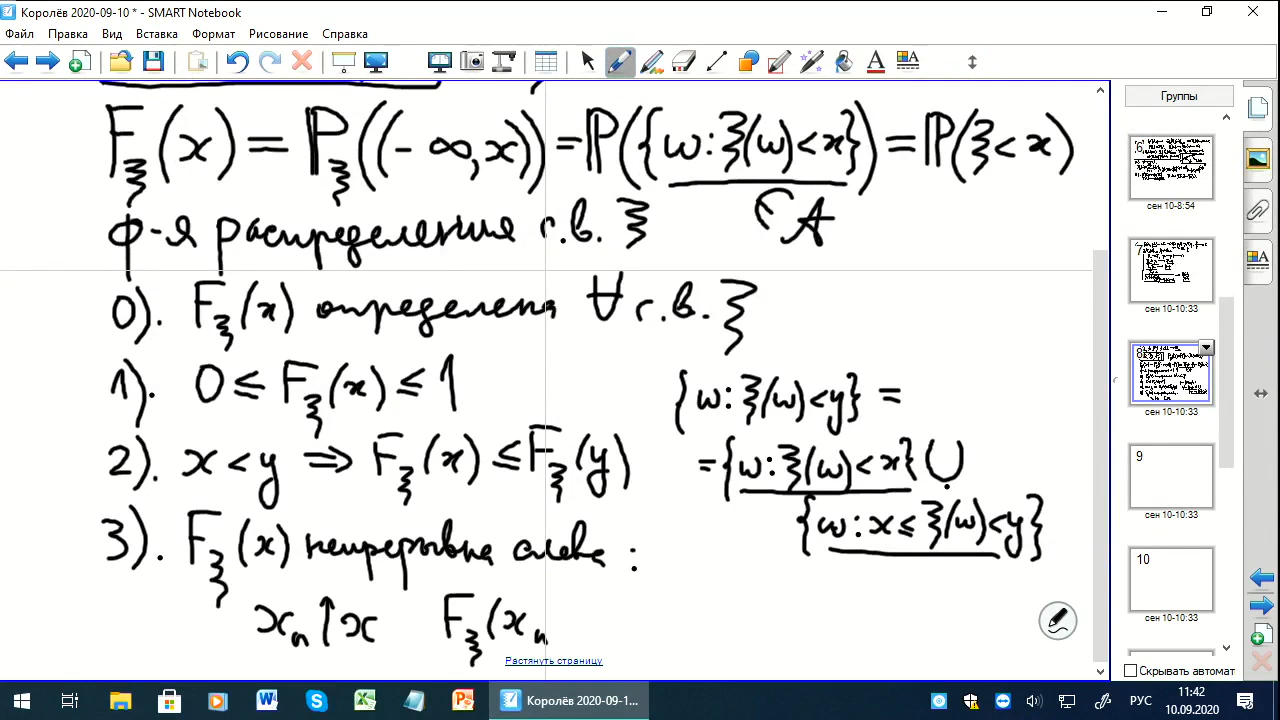 Королёв 2020-09-10 * - SMART Notebook
Файл Правка Вид Вставка Формат Рисование Справка
F_ξ(x) = ℙ_ξ((-∞,x)) = ℙ({ω:ξ(ω)<x}) = ℙ(ξ<x)
∈𝒜
ф-я распределения с.в. ξ
0). F_ξ(x) определена ∀ с.в. ξ
1). 0 ≤ F_ξ(x) ≤ 1
{ω:ξ(ω)<y} =
2). x < y ⇒ F_ξ(x) ≤ F_ξ(y)
={ω:ξ(ω)<x} ∪
{ω:x≤ξ(ω)<y}
3). F_ξ(x) непрерывна слева :
x_n ↑ x F_ξ(x_n
Растянуть страницу
Группы
6
сен 10-8:54
7
сен 10-10:33
8
сен 10-10:33
9
сен 10-10:33
10
сен 10-10:33
Скрывать автомат
Королёв 2020-09-1...
РУС
11:42
10.09.2020